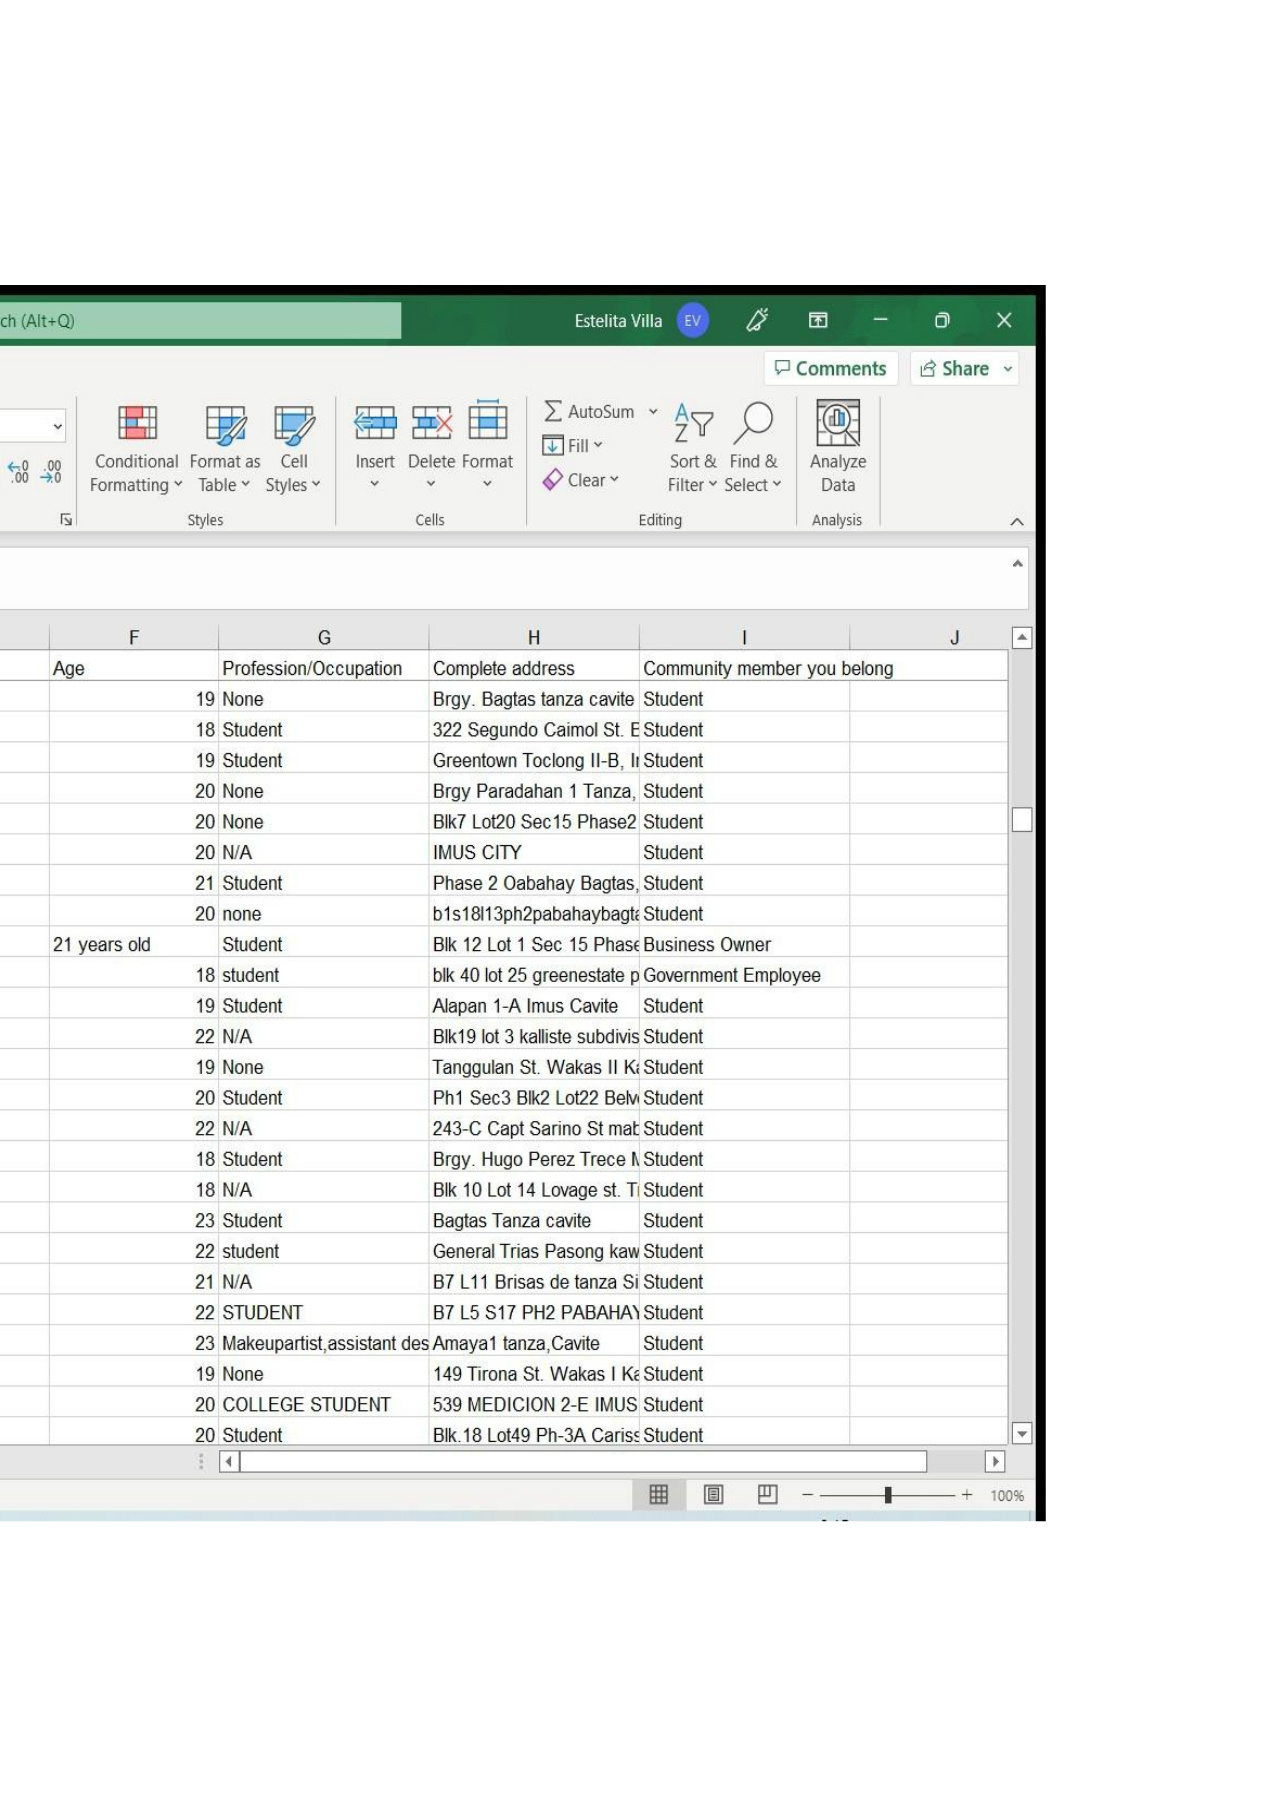 ch (Alt+Q) Estelita Villa EV
Comments Share
Conditional Formatting Format as Table Cell Styles Insert Delete Format AutoSum Fill Clear Sort & Filter Find & Select Analyze Data
Styles Cells Editing Analysis
F G H I J
Age Profession/Occupation Complete address Community member you belong
19 None Brgy. Bagtas tanza cavite Student
18 Student 322 Segundo Caimol St. Student
19 Student Greentown Toclong II-B, Student
20 None Brgy Paradahan 1 Tanza, Student
20 None Blk7 Lot20 Sec15 Phase2 Student
20 N/A IMUS CITY Student
21 Student Phase 2 Oabahay Bagtas, Student
20 none b1s18l13ph2pabahaybagta Student
21 years old Student Blk 12 Lot 1 Sec 15 Phase Business Owner
18 student blk 40 lot 25 greenestate p Government Employee
19 Student Alapan 1-A Imus Cavite Student
22 N/A Blk19 lot 3 kalliste subdivis Student
19 None Tanggulan St. Wakas II Ka Student
20 Student Ph1 Sec3 Blk2 Lot22 Belv Student
22 N/A 243-C Capt Sarino St mab Student
18 Student Brgy. Hugo Perez Trece M Student
18 N/A Blk 10 Lot 14 Lovage st. Student
23 Student Bagtas Tanza cavite Student
22 student General Trias Pasong kaw Student
21 N/A B7 L11 Brisas de tanza Si Student
22 STUDENT B7 L5 S17 PH2 PABAHAY Student
23 Makeupartist,assistant des Amaya1 tanza,Cavite Student
19 None 149 Tirona St. Wakas I Ka Student
20 COLLEGE STUDENT 539 MEDICION 2-E IMUS Student
20 Student Blk.18 Lot49 Ph-3A Cariss Student
100%